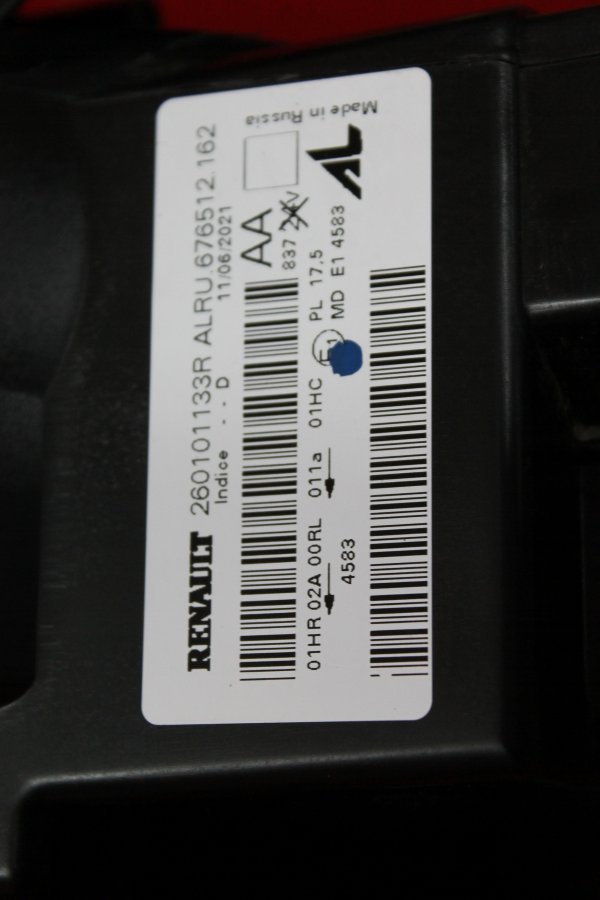 RENAULT 260101133R ALRU.676512.162
Indice - - D 11/06/2021
AA
837
Made in Russia
AL
01HR 02A 00RL 011a 01HC E1 PL 17.5
4583 MD E1 4583